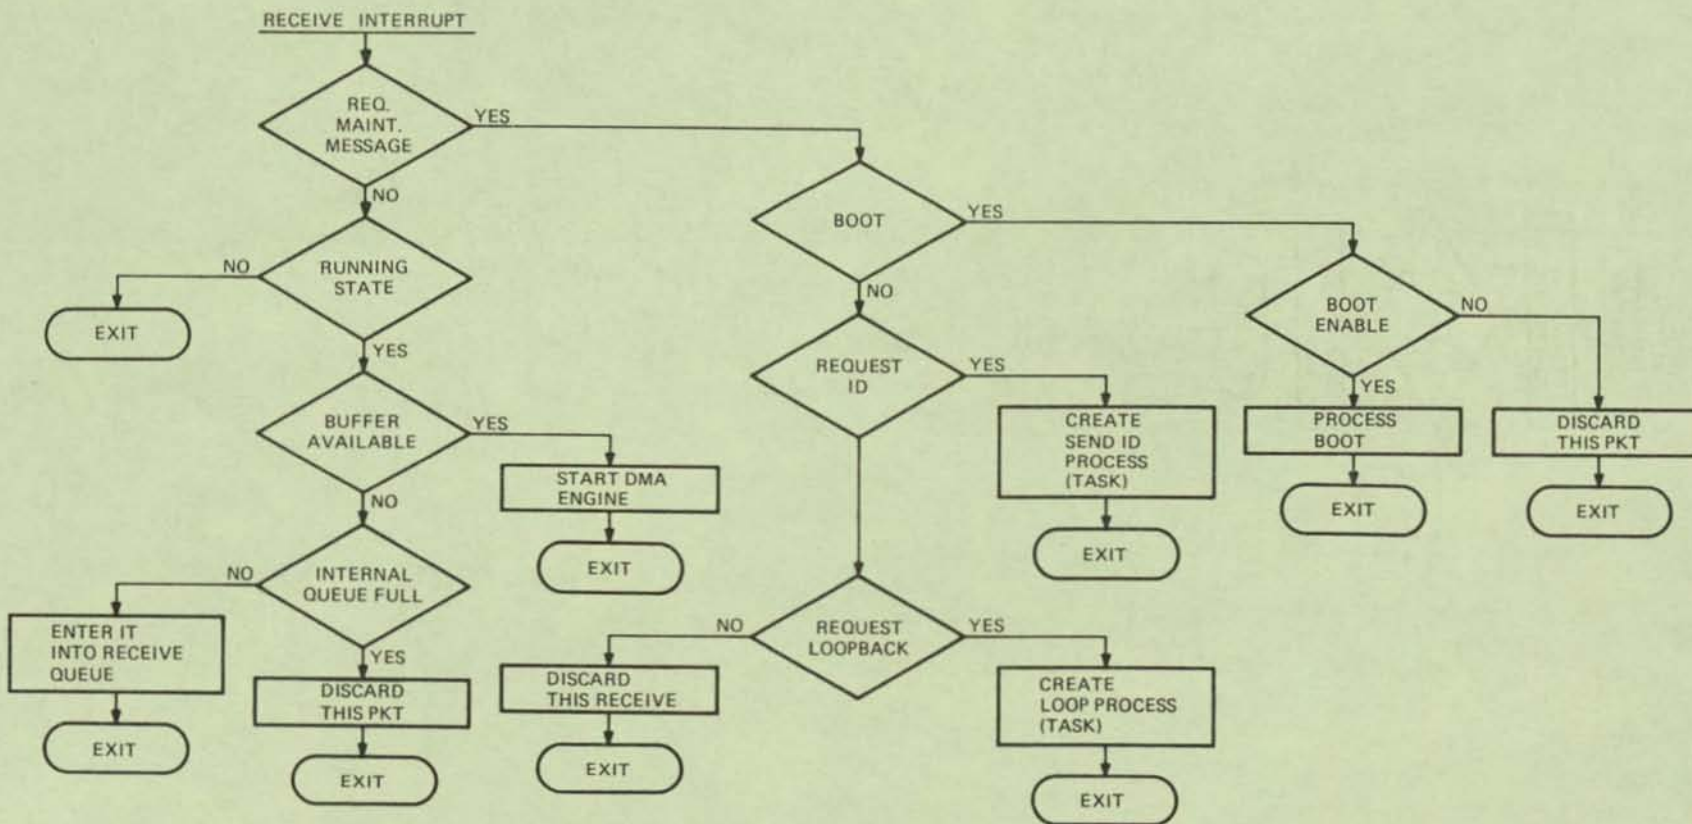 RECEIVE INTERRUPT
REQ.
MAINT.
MESSAGE
YES
NO
BOOT
YES
NO
RUNNING
STATE
NO
YES
EXIT
BOOT
ENABLE
NO
YES
REQUEST
ID
YES
BUFFER
AVAILABLE
YES
NO
CREATE
SEND ID
PROCESS
(TASK)
PROCESS
BOOT
DISCARD
THIS PKT
START DMA
ENGINE
EXIT
EXIT
EXIT
EXIT
INTERNAL
QUEUE FULL
NO
YES
REQUEST
LOOPBACK
NO
YES
ENTER IT
INTO RECEIVE
QUEUE
DISCARD
THIS PKT
DISCARD
THIS RECEIVE
CREATE
LOOP PROCESS
(TASK)
EXIT
EXIT
EXIT
EXIT